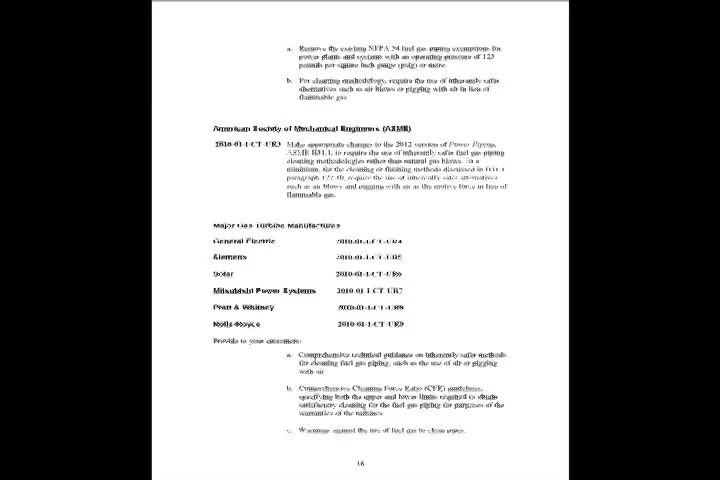 a. Remove the existing NFPA 54 fuel gas piping exemptions for
power plants and systems with an operating pressure of 125
pounds per square inch gauge (psig) or more.
b. For cleaning methodology, require the use of inherently safer
alternatives such as air blows or pigging with air in lieu of
flammable gas.
American Society of Mechanical Engineers (ASME)
2010-01-I-CT-UR3 Make appropriate changes to the 2012 version of Power Piping,
ASME B31.1, to require the use of inherently safer fuel gas piping
cleaning methodologies rather than natural gas blows. At a
minimum, for the cleaning or flushing methods discussed in B31.1
paragraph 122.10, require the use of inherently safer alternatives
such as air blows and pigging with air as the motive force in lieu of
flammable gas.
Major Gas Turbine Manufactures
General Electric 2010-01-I-CT-UR4
Siemens 2010-01-I-CT-UR5
Solar 2010-01-I-CT-UR6
Mitsubishi Power Systems 2010-01-I-CT-UR7
Pratt & Whitney 2010-01-I-CT-UR8
Rolls-Royce 2010-01-I-CT-UR9
Provide to your customers:
a. Comprehensive technical guidance on inherently safer methods
for cleaning fuel gas piping, such as the use of air or pigging
with air
b. Comprehensive Cleaning Force Ratio (CFR) guidelines,
specifying both the upper and lower limits required to obtain
satisfactory cleaning for the fuel gas piping for purposes of the
warranties of the turbines
c. Warnings against the use of fuel gas to clean pipes.
18